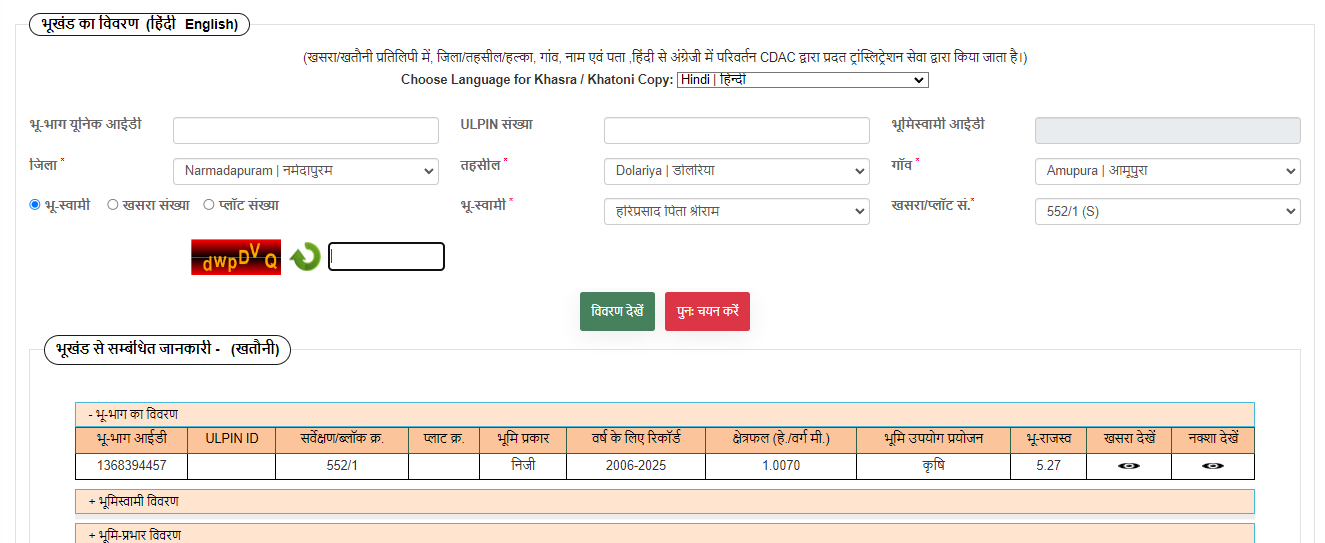 भूखंड का विवरण (हिंदी English)
(खसरा/खतौनी प्रतिलिपी में, जिला/तहसील/हल्का, गांव, नाम एवं पता ,हिंदी से अंग्रेजी में परिवर्तन CDAC द्वारा प्रदत ट्रांस्लिट्रेशन सेवा द्वारा किया जाता है।)
Choose Language for Khasra / Khatoni Copy: Hindi | हिन्दी
भू-भाग यूनिक आईडी ULPIN संख्या भूमिस्वामी आईडी
जिला * Narmadapuram | नर्मदापुरम तहसील * Dolariya | डोलरिया गाँव * Amupura | आमूपुरा
भू-स्वामी खसरा संख्या प्लॉट संख्या भू-स्वामी * हरिप्रसाद पिता श्रीराम खसरा/प्लॉट सं.* 552/1 (S)
dwpDVQ
विवरण देखें पुनः चयन करें
भूखंड से सम्बंधित जानकारी - (खतौनी)
- भू-भाग का विवरण
भू-भाग आईडी ULPIN ID सर्वेक्षण/ब्लॉक क्र. प्लाट क्र. भूमि प्रकार वर्ष के लिए रिकॉर्ड क्षेत्रफल (हे./वर्ग मी.) भूमि उपयोग प्रयोजन भू-राजस्व खसरा देखें नक्शा देखें
1368394457 552/1 निजी 2006-2025 1.0070 कृषि 5.27
+ भूमिस्वामी विवरण
+ भूमि-प्रभार विवरण